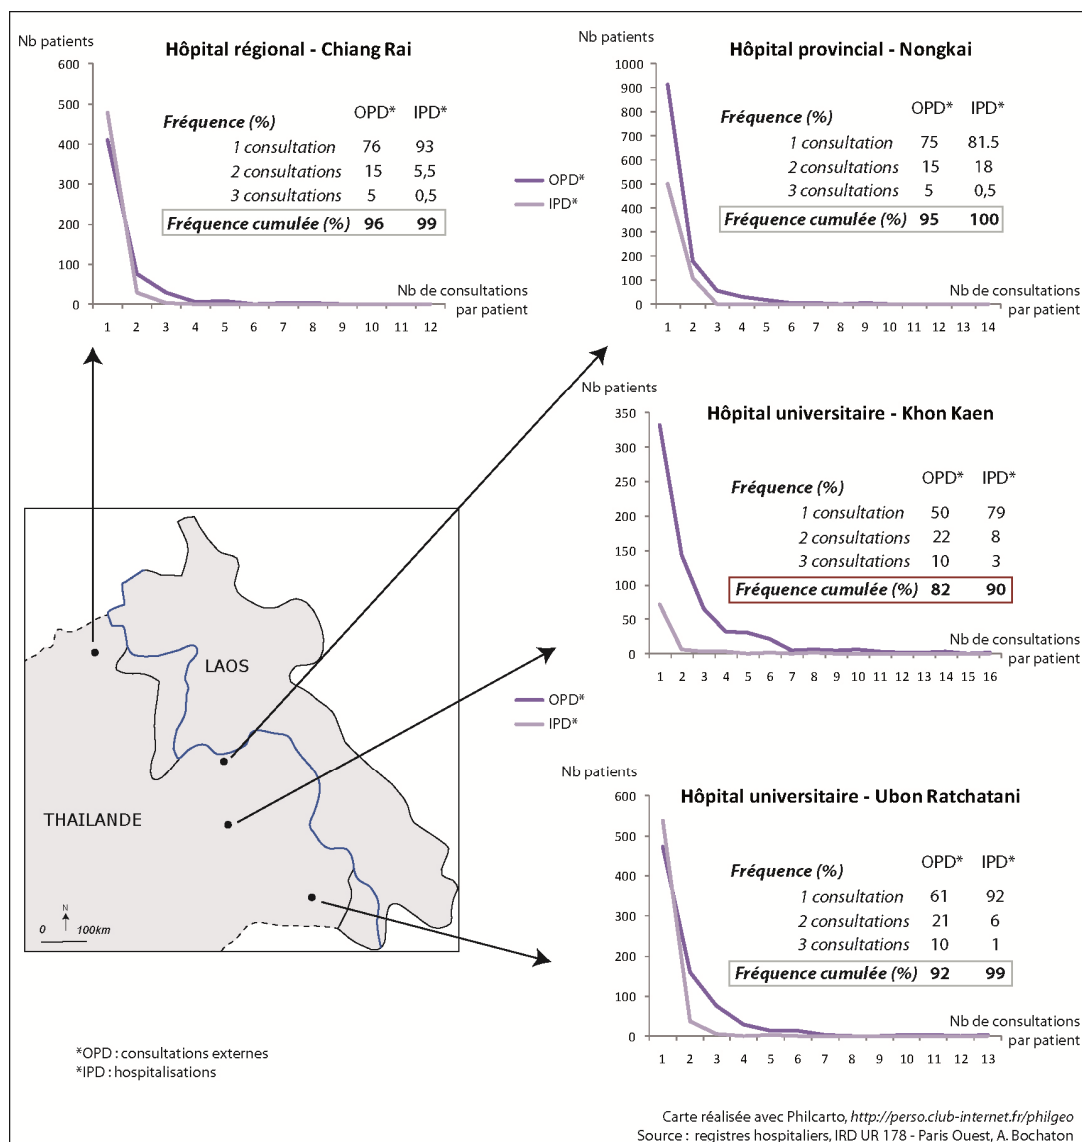 Nb patients
Hôpital régional - Chiang Rai
600
500
400
300
200
100
0
OPD* IPD*
Fréquence (%)
1 consultation 76 93
2 consultations 15 5,5
3 consultations 5 0,5
Fréquence cumulée (%) 96 99
Nb de consultations
par patient
1 2 3 4 5 6 7 8 9 10 11 12
OPD*
IPD*
Nb patients
Hôpital provincial - Nongkai
1000
900
800
700
600
500
400
300
200
100
0
OPD* IPD*
Fréquence (%)
1 consultation 75 81.5
2 consultations 15 18
3 consultations 5 0,5
Fréquence cumulée (%) 95 100
Nb de consultations
par patient
1 2 3 4 5 6 7 8 9 10 11 12 13 14
Nb patients
Hôpital universitaire - Khon Kaen
350
300
250
200
150
100
50
0
OPD* IPD*
Fréquence (%)
1 consultation 50 79
2 consultations 22 8
3 consultations 10 3
Fréquence cumulée (%) 82 90
Nb de consultations
par patient
1 2 3 4 5 6 7 8 9 10 11 12 13 14 15 16
OPD*
IPD*
LAOS
THAILANDE
N
0 100km
Nb patients
Hôpital universitaire - Ubon Ratchatani
600
500
400
300
200
100
0
OPD* IPD*
Fréquence (%)
1 consultation 61 92
2 consultations 21 6
3 consultations 10 1
Fréquence cumulée (%) 92 99
Nb de consultations
par patient
1 2 3 4 5 6 7 8 9 10 11 12 13
*OPD : consultations externes
*IPD : hospitalisations
Carte réalisée avec Philcarto, http://perso.club-internet.fr/philgeo
Source : registres hospitaliers, IRD UR 178 - Paris Ouest, A. Bochaton